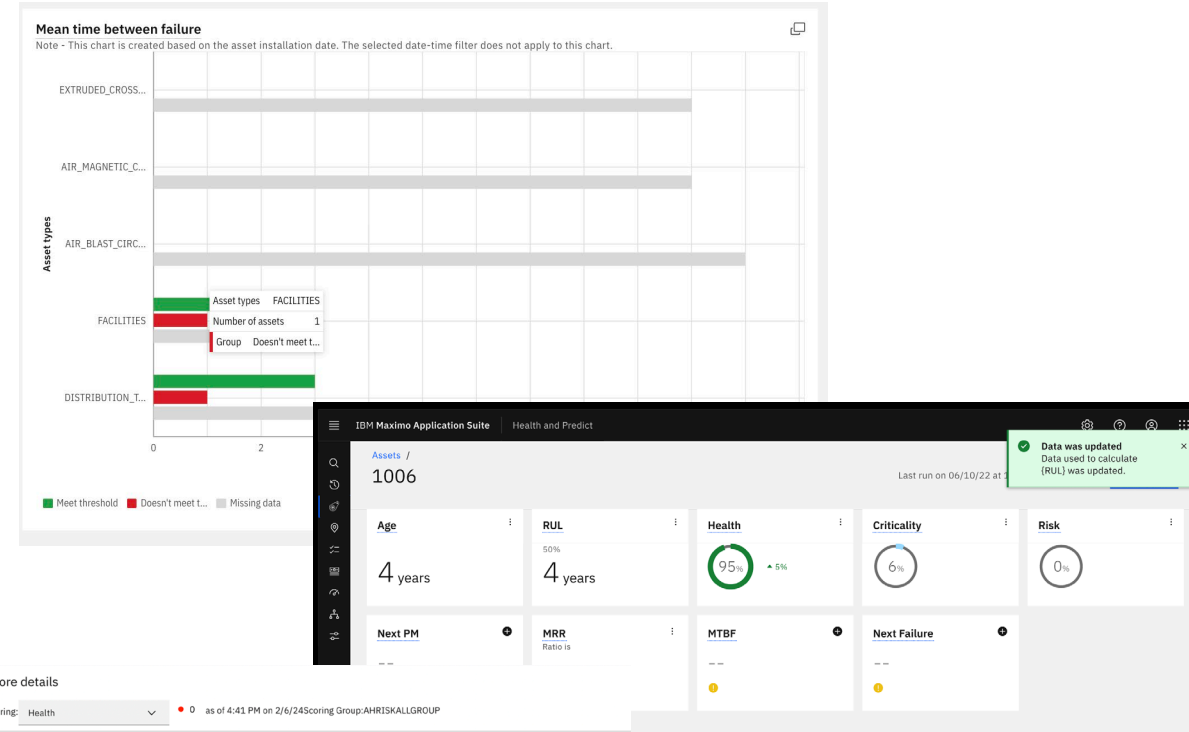 Mean time between failure
Note - This chart is created based on the asset installation date. The selected date-time filter does not apply to this chart.
EXTRUDED_CROSS...
AIR_MAGNETIC_C...
AIR_BLAST_CIRC...
FACILITIES
DISTRIBUTION_T...
Asset types
Asset types FACILITIES
Number of assets 1
Group Doesn't meet t...
0 2
Meet threshold Doesn't meet t... Missing data
IBM Maximo Application Suite Health and Predict
Assets /
1006
Last run on 06/10/22 at 1
Data was updated
Data used to calculate
{RUL} was updated.
Age
4 years
RUL
50%
4 years
Health
95%
5%
Criticality
6%
Risk
0%
Next PM
--
MRR
Ratio is
MTBF
--
Next Failure
--
ore details
ring: Health
0 as of 4:41 PM on 2/6/24Scoring Group:AHRISKALLGROUP